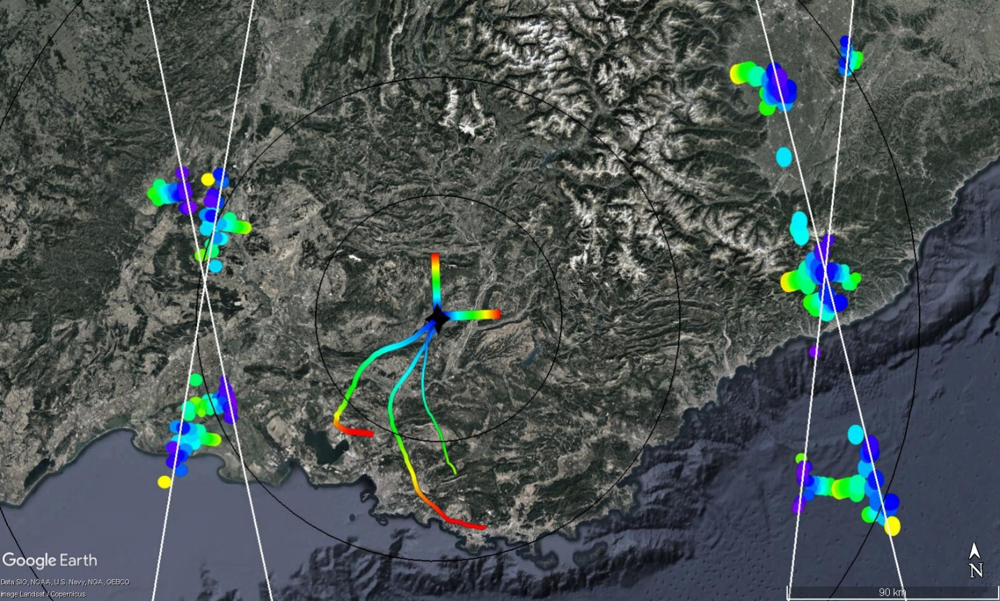 N
90 km
Google Earth
Data SIO, NOAA, U.S. Navy, NGA, GEBCO
Image Landsat / Copernicus